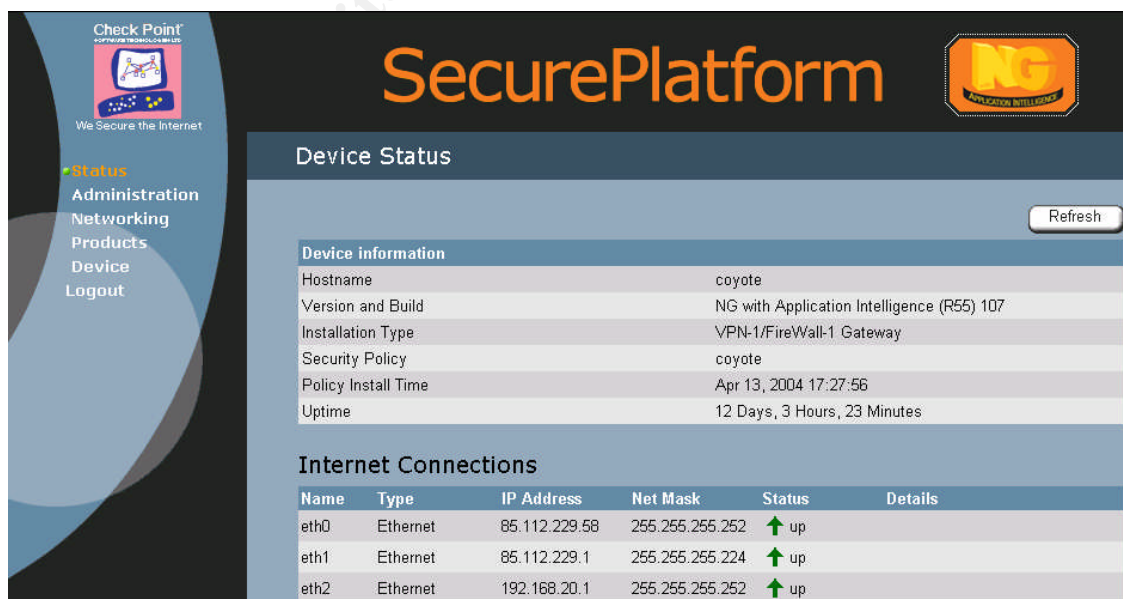 Check Point
SOFTWARE TECHNOLOGIES LTD.
We Secure the Internet
SecurePlatform
NG
APPLICATION INTELLIGENCE
Status
Administration
Networking
Products
Device
Logout
Device Status
Refresh
Device information
Hostname coyote
Version and Build NG with Application Intelligence (R55) 107
Installation Type VPN-1/FireWall-1 Gateway
Security Policy coyote
Policy Install Time Apr 13, 2004 17:27:56
Uptime 12 Days, 3 Hours, 23 Minutes
Internet Connections
Name Type IP Address Net Mask Status Details
eth0 Ethernet 85.112.229.58 255.255.255.252 up
eth1 Ethernet 85.112.229.1 255.255.255.224 up
eth2 Ethernet 192.168.20.1 255.255.255.252 up